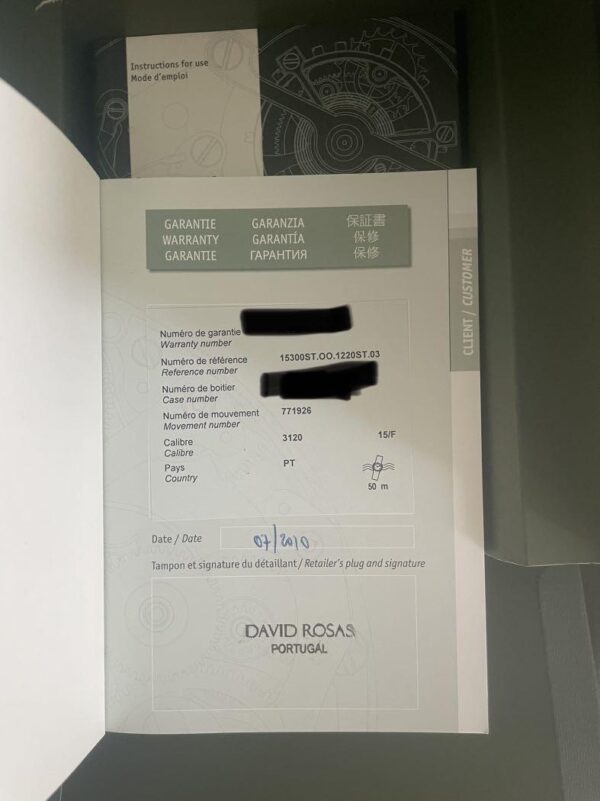 Instructions for use
Mode d'emploi
GARANTIE GARANZIA 保証書
WARRANTY GARANTÍA 保修
GARANTIE ГАРАНТИЯ 保修
CLIENT / CUSTOMER
Numéro de garantie
Warranty number
Numéro de référence 15300ST.OO.1220ST.03
Reference number
Numéro de boitier
Case number
Numéro de mouvement 771926
Movement number
Calibre 3120 15/F
Calibre
Pays PT
Country
50 m
Date / Date 07/2010
Tampon et signature du détaillant / Retailer's plug and signature
DAVID ROSAS
PORTUGAL